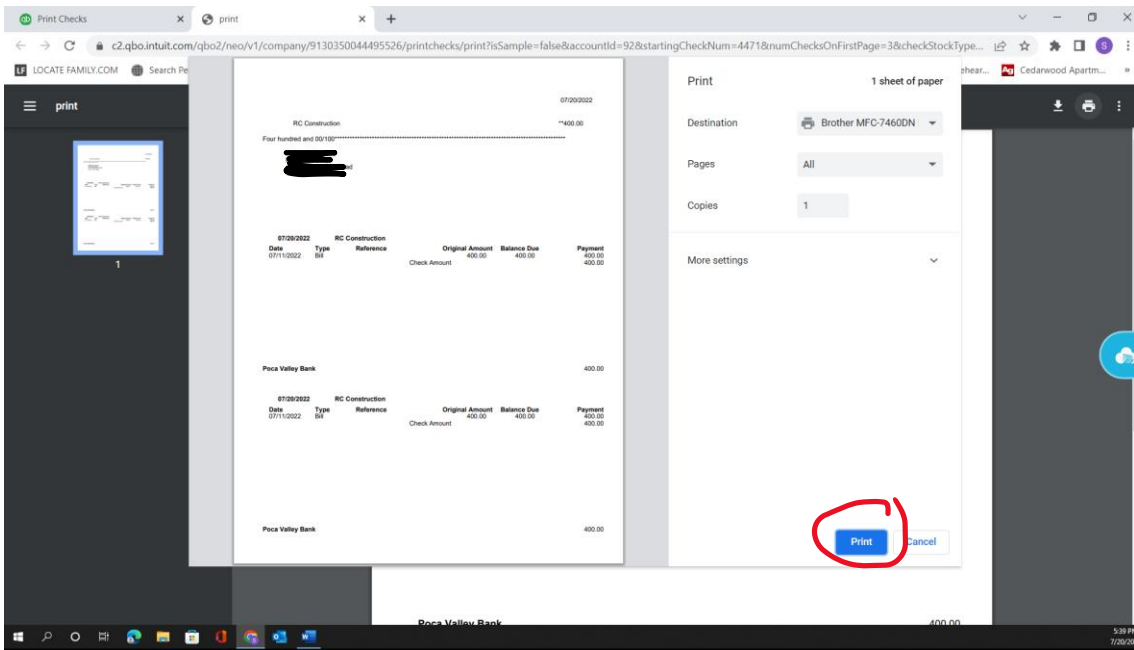 Print Checks print
c2.qbo.intuit.com/qbo2/neo/v1/company/9130350044495526/printchecks/print?isSample=false&accountId=92&startingCheckNum=4471&numChecksOnFirstPage=3&checkStockType... S
LF LOCATE FAMILY.COM Search Pe ehear... Ag Cedarwood Apartm... »
print
1
07/20/2022
RC Construction **400.00
Four hundred and 00/100
ad
07/20/2022 RC Construction
Date Type Reference Original Amount Balance Due Payment
07/11/2022 Bill 400.00 400.00 400.00
Check Amount 400.00
Poca Valley Bank 400.00
07/20/2022 RC Construction
Date Type Reference Original Amount Balance Due Payment
07/11/2022 Bill 400.00 400.00 400.00
Check Amount 400.00
Poca Valley Bank 400.00
Print 1 sheet of paper
Destination Brother MFC-7460DN
Pages All
Copies 1
More settings
Print Cancel
Poca Valley Bank 400.00
5:39 PM
7/20/20